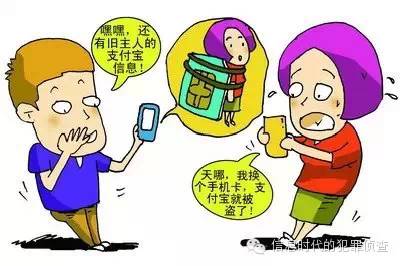 嘿嘿，还
有旧主人的
支付宝
信息！
天哪，我换
个手机卡，支
付宝就被
盗了！
信息时代的犯罪侦查